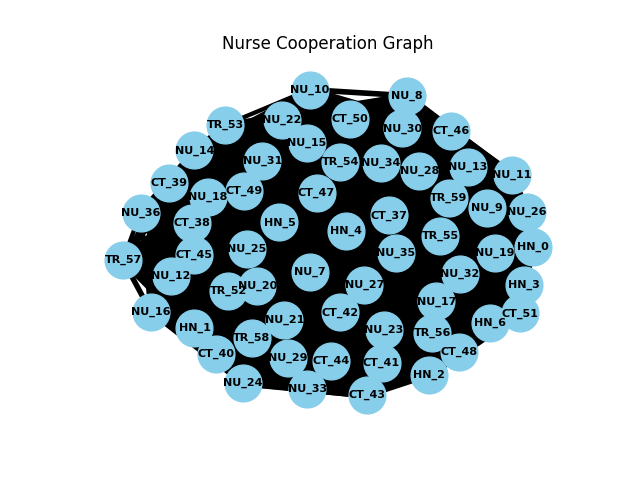 Nurse Cooperation Graph
NU_10
NU_8
NU_22
CT_50
TR_53
NU_30
CT_46
NU_15
NU_14
NU_31
TR_54
NU_34
NU_28
NU_13
NU_11
CT_39
CT_49
CT_47
NU_18
TR_59
NU_9
NU_36
CT_38
HN_5
CT_37
NU_26
HN_4
TR_55
CT_45
NU_25
NU_35
NU_19
HN_0
TR_57
NU_12
NU_7
NU_32
TR_52
NU_20
NU_27
HN_3
NU_17
NU_16
CT_42
CT_51
HN_1
NU_21
HN_6
NU_23
TR_56
TR_58
CT_40
NU_29
CT_44
CT_41
CT_48
HN_2
NU_24
NU_33
CT_43